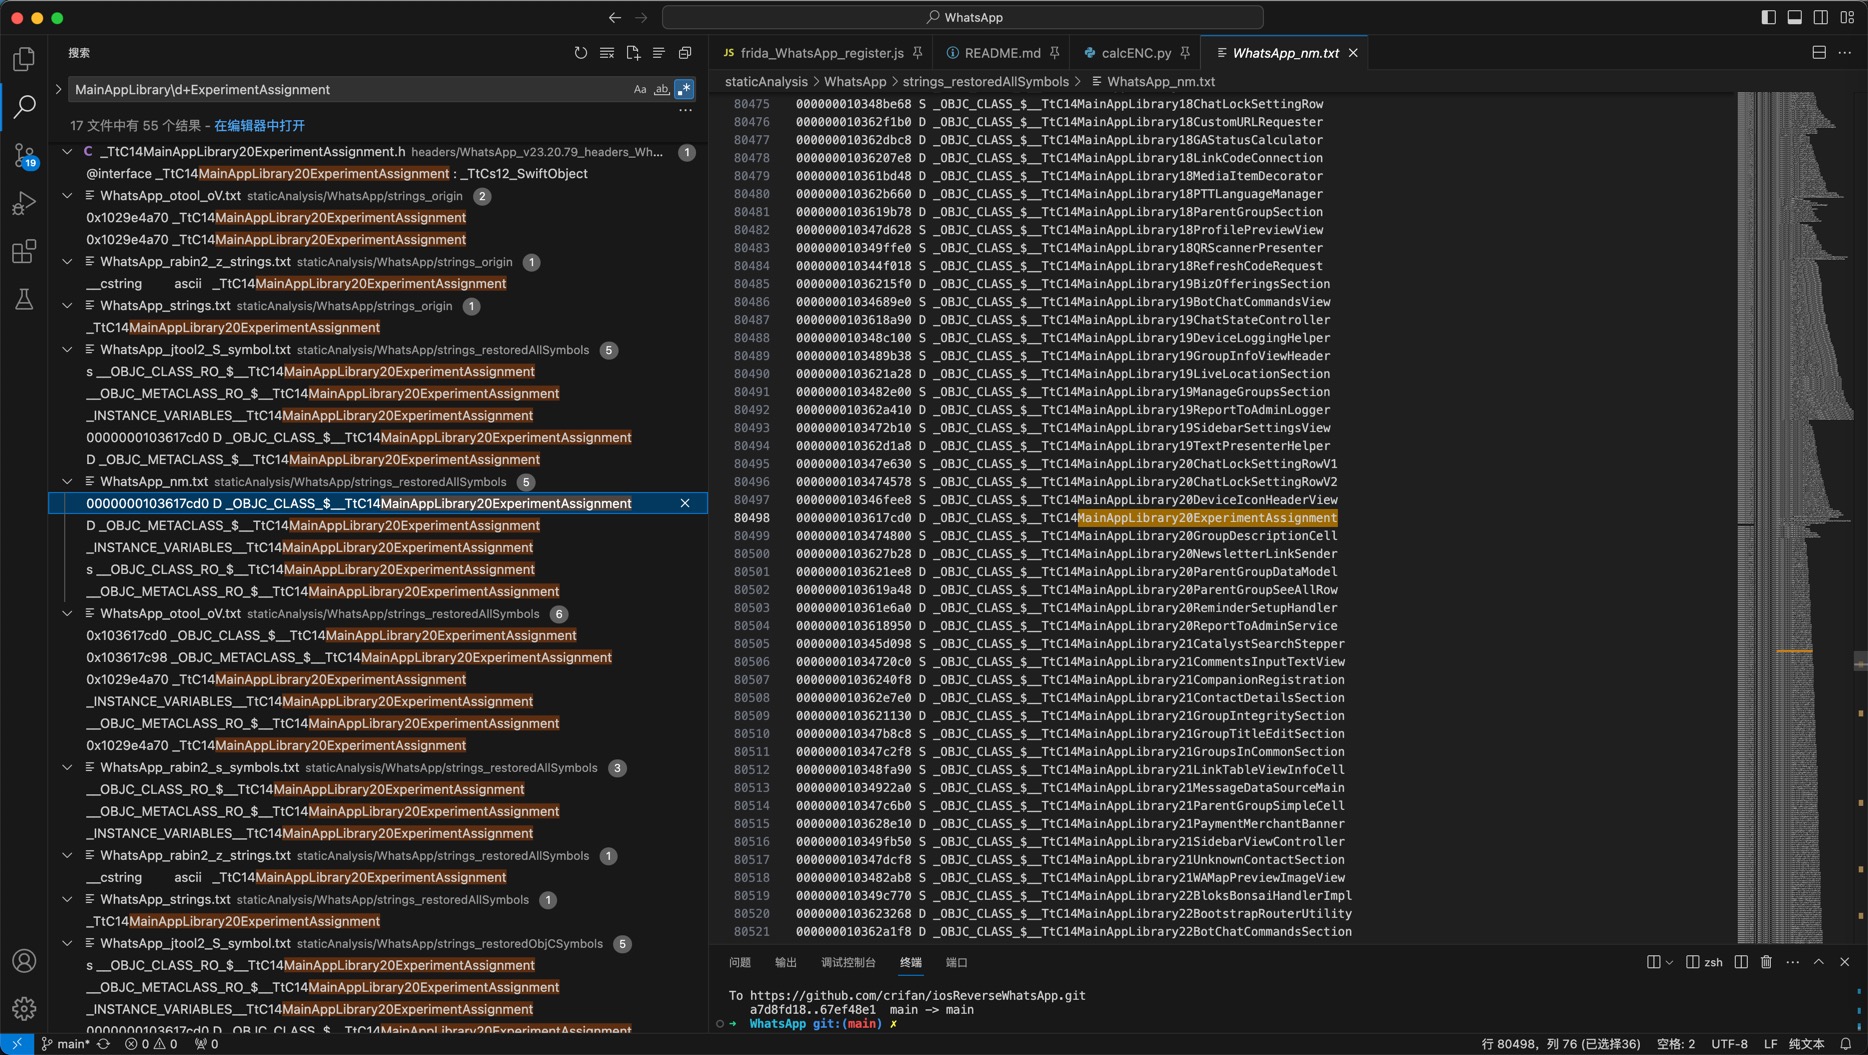 WhatsApp
搜索
MainAppLibrary\d+ExperimentAssignment
Aa ab .*
17 文件中有 55 个结果 - 在编辑器中打开
C _TtC14MainAppLibrary20ExperimentAssignment.h headers/WhatsApp_v23.20.79_headers_Wh... 1
@interface _TtC14MainAppLibrary20ExperimentAssignment : _TtCs12_SwiftObject
WhatsApp_otool_oV.txt staticAnalysis/WhatsApp/strings_origin 2
0x1029e4a70 _TtC14MainAppLibrary20ExperimentAssignment
0x1029e4a70 _TtC14MainAppLibrary20ExperimentAssignment
WhatsApp_rabin2_z_strings.txt staticAnalysis/WhatsApp/strings_origin 1
__cstring ascii _TtC14MainAppLibrary20ExperimentAssignment
WhatsApp_strings.txt staticAnalysis/WhatsApp/strings_origin 1
_TtC14MainAppLibrary20ExperimentAssignment
WhatsApp_jtool2_S_symbol.txt staticAnalysis/WhatsApp/strings_restoredAllSymbols 5
s __OBJC_CLASS_RO_$__TtC14MainAppLibrary20ExperimentAssignment
__OBJC_METACLASS_RO_$__TtC14MainAppLibrary20ExperimentAssignment
_INSTANCE_VARIABLES__TtC14MainAppLibrary20ExperimentAssignment
0000000103617cd0 D _OBJC_CLASS_$__TtC14MainAppLibrary20ExperimentAssignment
D _OBJC_METACLASS_$__TtC14MainAppLibrary20ExperimentAssignment
WhatsApp_nm.txt staticAnalysis/WhatsApp/strings_restoredAllSymbols 5
0000000103617cd0 D _OBJC_CLASS_$__TtC14MainAppLibrary20ExperimentAssignment
D _OBJC_METACLASS_$__TtC14MainAppLibrary20ExperimentAssignment
_INSTANCE_VARIABLES__TtC14MainAppLibrary20ExperimentAssignment
s __OBJC_CLASS_RO_$__TtC14MainAppLibrary20ExperimentAssignment
__OBJC_METACLASS_RO_$__TtC14MainAppLibrary20ExperimentAssignment
WhatsApp_otool_oV.txt staticAnalysis/WhatsApp/strings_restoredAllSymbols 6
0x103617cd0 _OBJC_CLASS_$__TtC14MainAppLibrary20ExperimentAssignment
0x103617c98 _OBJC_METACLASS_$__TtC14MainAppLibrary20ExperimentAssignment
0x1029e4a70 _TtC14MainAppLibrary20ExperimentAssignment
_INSTANCE_VARIABLES__TtC14MainAppLibrary20ExperimentAssignment
__OBJC_METACLASS_RO_$__TtC14MainAppLibrary20ExperimentAssignment
0x1029e4a70 _TtC14MainAppLibrary20ExperimentAssignment
WhatsApp_rabin2_s_symbols.txt staticAnalysis/WhatsApp/strings_restoredAllSymbols 3
__OBJC_CLASS_RO_$__TtC14MainAppLibrary20ExperimentAssignment
__OBJC_METACLASS_RO_$__TtC14MainAppLibrary20ExperimentAssignment
_INSTANCE_VARIABLES__TtC14MainAppLibrary20ExperimentAssignment
WhatsApp_rabin2_z_strings.txt staticAnalysis/WhatsApp/strings_restoredAllSymbols 1
__cstring ascii _TtC14MainAppLibrary20ExperimentAssignment
WhatsApp_strings.txt staticAnalysis/WhatsApp/strings_restoredAllSymbols 1
_TtC14MainAppLibrary20ExperimentAssignment
WhatsApp_jtool2_S_symbol.txt staticAnalysis/WhatsApp/strings_restoredObjCSymbols 5
s __OBJC_CLASS_RO_$__TtC14MainAppLibrary20ExperimentAssignment
__OBJC_METACLASS_RO_$__TtC14MainAppLibrary20ExperimentAssignment
_INSTANCE_VARIABLES__TtC14MainAppLibrary20ExperimentAssignment
0000000103617cd0 D _OBJC_CLASS_$__TtC14MainAppLibrary20ExperimentAssignment
19
JS frida_WhatsApp_register.js README.md calcENC.py WhatsApp_nm.txt
staticAnalysis > WhatsApp > strings_restoredAllSymbols > WhatsApp_nm.txt
80475 000000010348be68 S _OBJC_CLASS_$__TtC14MainAppLibrary18ChatLockSettingRow
80476 000000010362f1b0 D _OBJC_CLASS_$__TtC14MainAppLibrary18CustomURLRequester
80477 000000010362dbc8 D _OBJC_CLASS_$__TtC14MainAppLibrary18GAStatusCalculator
80478 00000001036207e8 D _OBJC_CLASS_$__TtC14MainAppLibrary18LinkCodeConnection
80479 000000010361bd48 D _OBJC_CLASS_$__TtC14MainAppLibrary18MediaItemDecorator
80480 000000010362b660 D _OBJC_CLASS_$__TtC14MainAppLibrary18PTTLanguageManager
80481 0000000103619b78 D _OBJC_CLASS_$__TtC14MainAppLibrary18ParentGroupSection
80482 000000010347d628 S _OBJC_CLASS_$__TtC14MainAppLibrary18ProfilePreviewView
80483 000000010349ffe0 S _OBJC_CLASS_$__TtC14MainAppLibrary18QRScannerPresenter
80484 000000010344f018 S _OBJC_CLASS_$__TtC14MainAppLibrary18RefreshCodeRequest
80485 00000001036215f0 D _OBJC_CLASS_$__TtC14MainAppLibrary19BizOfferingsSection
80486 00000001034689e0 S _OBJC_CLASS_$__TtC14MainAppLibrary19BotChatCommandsView
80487 0000000103618a90 D _OBJC_CLASS_$__TtC14MainAppLibrary19ChatStateController
80488 000000010348c100 S _OBJC_CLASS_$__TtC14MainAppLibrary19DeviceLoggingHelper
80489 0000000103489b38 S _OBJC_CLASS_$__TtC14MainAppLibrary19GroupInfoViewHeader
80490 0000000103621a28 D _OBJC_CLASS_$__TtC14MainAppLibrary19LiveLocationSection
80491 0000000103482e00 S _OBJC_CLASS_$__TtC14MainAppLibrary19ManageGroupsSection
80492 000000010362a410 D _OBJC_CLASS_$__TtC14MainAppLibrary19ReportToAdminLogger
80493 0000000103472b10 S _OBJC_CLASS_$__TtC14MainAppLibrary19SidebarSettingsView
80494 000000010362d1a8 D _OBJC_CLASS_$__TtC14MainAppLibrary19TextPresenterHelper
80495 000000010347e630 S _OBJC_CLASS_$__TtC14MainAppLibrary20ChatLockSettingRowV1
80496 0000000103474578 S _OBJC_CLASS_$__TtC14MainAppLibrary20ChatLockSettingRowV2
80497 000000010346fee8 S _OBJC_CLASS_$__TtC14MainAppLibrary20DeviceIconHeaderView
80498 0000000103617cd0 D _OBJC_CLASS_$__TtC14MainAppLibrary20ExperimentAssignment
80499 0000000103474800 S _OBJC_CLASS_$__TtC14MainAppLibrary20GroupDescriptionCell
80500 0000000103627b28 D _OBJC_CLASS_$__TtC14MainAppLibrary20NewsletterLinkSender
80501 0000000103621ee8 D _OBJC_CLASS_$__TtC14MainAppLibrary20ParentGroupDataModel
80502 0000000103619a48 D _OBJC_CLASS_$__TtC14MainAppLibrary20ParentGroupSeeAllRow
80503 000000010361e6a0 D _OBJC_CLASS_$__TtC14MainAppLibrary20ReminderSetupHandler
80504 0000000103618950 D _OBJC_CLASS_$__TtC14MainAppLibrary20ReportToAdminService
80505 000000010345d098 S _OBJC_CLASS_$__TtC14MainAppLibrary21CatalystSearchStepper
80506 00000001034720c0 S _OBJC_CLASS_$__TtC14MainAppLibrary21CommentsInputTextView
80507 00000001036240f8 D _OBJC_CLASS_$__TtC14MainAppLibrary21CompanionRegistration
80508 000000010362e7e0 D _OBJC_CLASS_$__TtC14MainAppLibrary21ContactDetailsSection
80509 0000000103621130 D _OBJC_CLASS_$__TtC14MainAppLibrary21GroupIntegritySection
80510 000000010347b8c8 S _OBJC_CLASS_$__TtC14MainAppLibrary21GroupTitleEditSection
80511 000000010347c2f8 S _OBJC_CLASS_$__TtC14MainAppLibrary21GroupsInCommonSection
80512 000000010348fa90 S _OBJC_CLASS_$__TtC14MainAppLibrary21LinkTableViewInfoCell
80513 00000001034922a0 S _OBJC_CLASS_$__TtC14MainAppLibrary21MessageDataSourceMain
80514 000000010347c6b0 S _OBJC_CLASS_$__TtC14MainAppLibrary21ParentGroupSimpleCell
80515 0000000103628e10 D _OBJC_CLASS_$__TtC14MainAppLibrary21PaymentMerchantBanner
80516 000000010349fb50 S _OBJC_CLASS_$__TtC14MainAppLibrary21SidebarViewController
80517 000000010347dcf8 S _OBJC_CLASS_$__TtC14MainAppLibrary21UnknownContactSection
80518 0000000103482ab8 S _OBJC_CLASS_$__TtC14MainAppLibrary21WAMapPreviewImageView
80519 000000010349c770 S _OBJC_CLASS_$__TtC14MainAppLibrary22BloksBonsaiHandlerImpl
80520 0000000103623268 D _OBJC_CLASS_$__TtC14MainAppLibrary22BootstrapRouterUtility
80521 000000010362a1f8 D _OBJC_CLASS_$__TtC14MainAppLibrary22BotChatCommandsSection
问题 输出 调试控制台 终端 端口 zsh
To https://github.com/crifan/iosReverseWhatsApp.git
a7d8fd18..67ef48e1 main -> main
➜ WhatsApp git:(main) ✗
main* 0 0 0 行 80498，列 76 (已选择36) 空格: 2 UTF-8 LF 纯文本